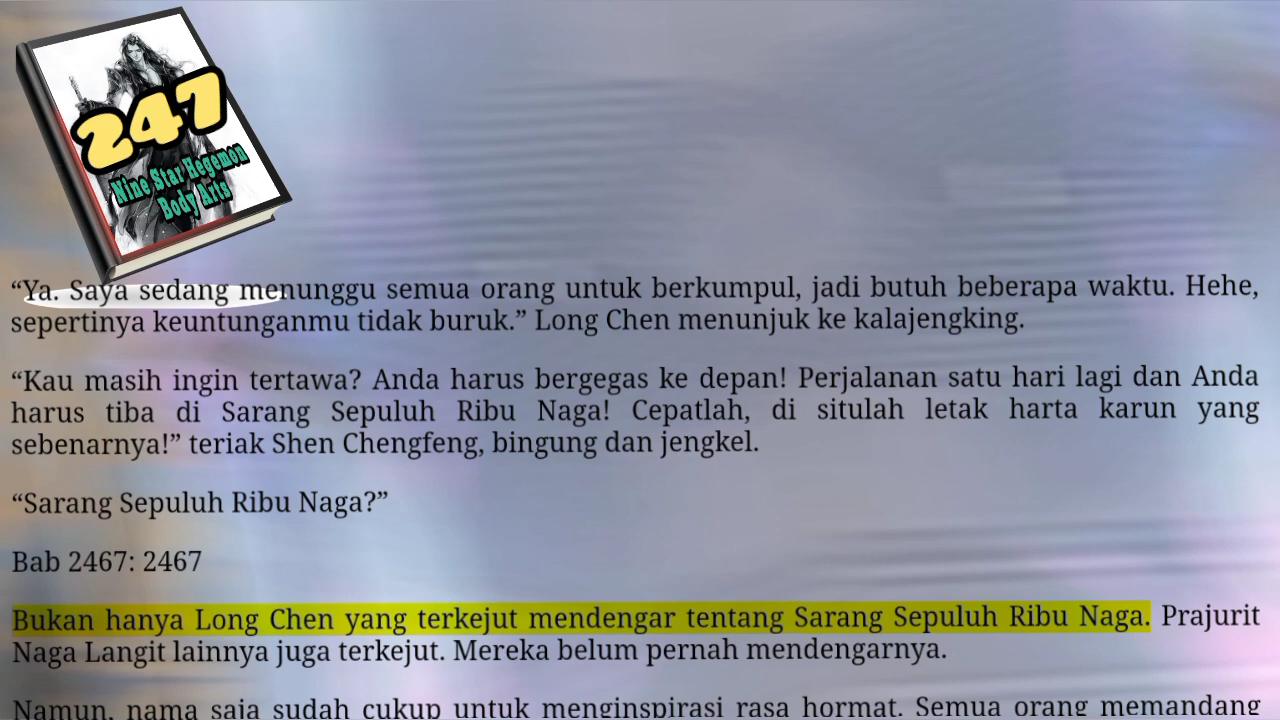 247
Nine Star Hegemon
Body Arts
“Ya. Saya sedang menunggu semua orang untuk berkumpul, jadi butuh beberapa waktu. Hehe,
sepertinya keuntunganmu tidak buruk.” Long Chen menunjuk ke kalajengking.
“Kau masih ingin tertawa? Anda harus bergegas ke depan! Perjalanan satu hari lagi dan Anda
harus tiba di Sarang Sepuluh Ribu Naga! Cepatlah, di situlah letak harta karun yang
sebenarnya!” teriak Shen Chengfeng, bingung dan jengkel.
“Sarang Sepuluh Ribu Naga?”
Bab 2467: 2467
Bukan hanya Long Chen yang terkejut mendengar tentang Sarang Sepuluh Ribu Naga. Prajurit
Naga Langit lainnya juga terkejut. Mereka belum pernah mendengarnya.
Namun, nama saja sudah cukup untuk menginspirasi rasa hormat. Semua orang memandang